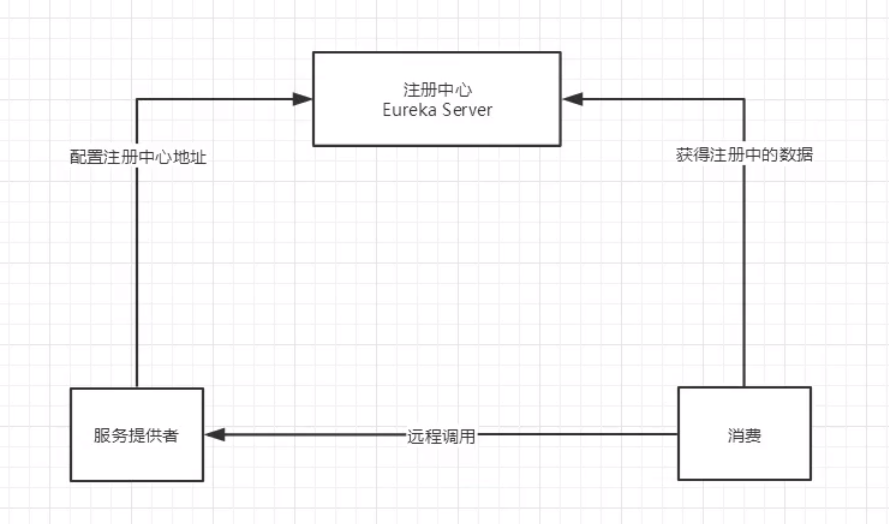 注册中心
Eureka Server
配置注册中心地址
获得注册中的数据
服务提供者
远程调用
消费